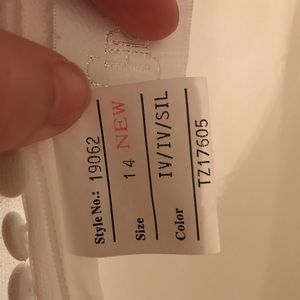 Style No.: 19062
Size 14 NEW
Color IV/IV/SIL
TZ17605